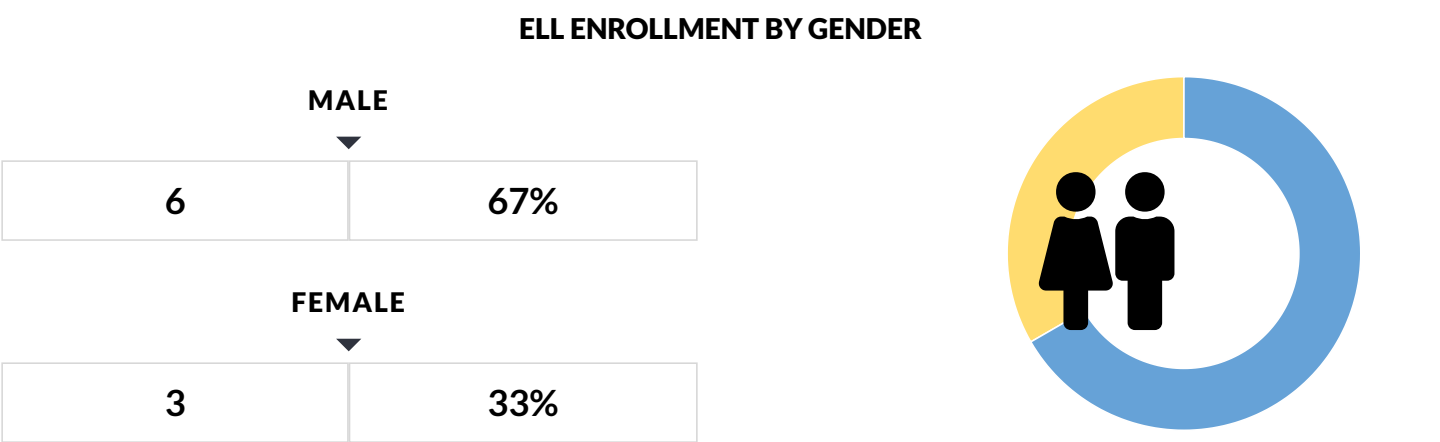 ELL ENROLLMENT BY GENDER
MALE
6 67%
FEMALE
3 33%